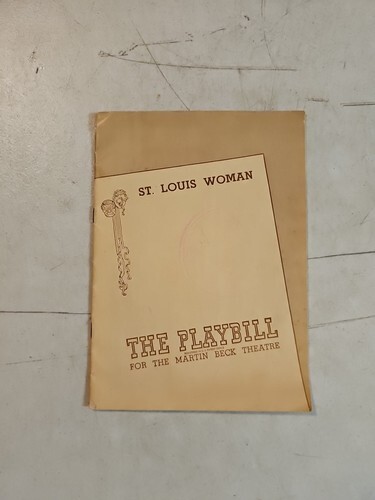 ST. LOUIS WOMAN
THE PLAYBILL
FOR THE MARTIN BECK THEATRE